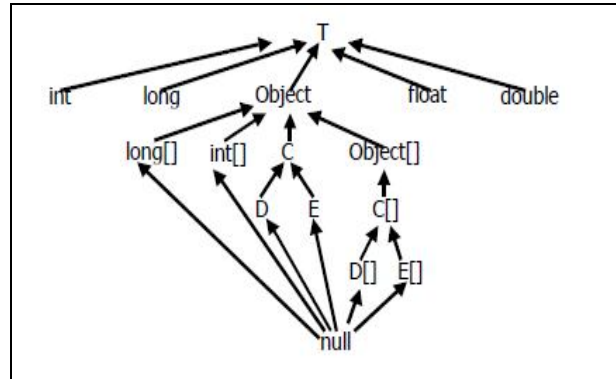 T
int long Object float double
long[] int[] C Object[]
D E C[]
D[] E[]
null